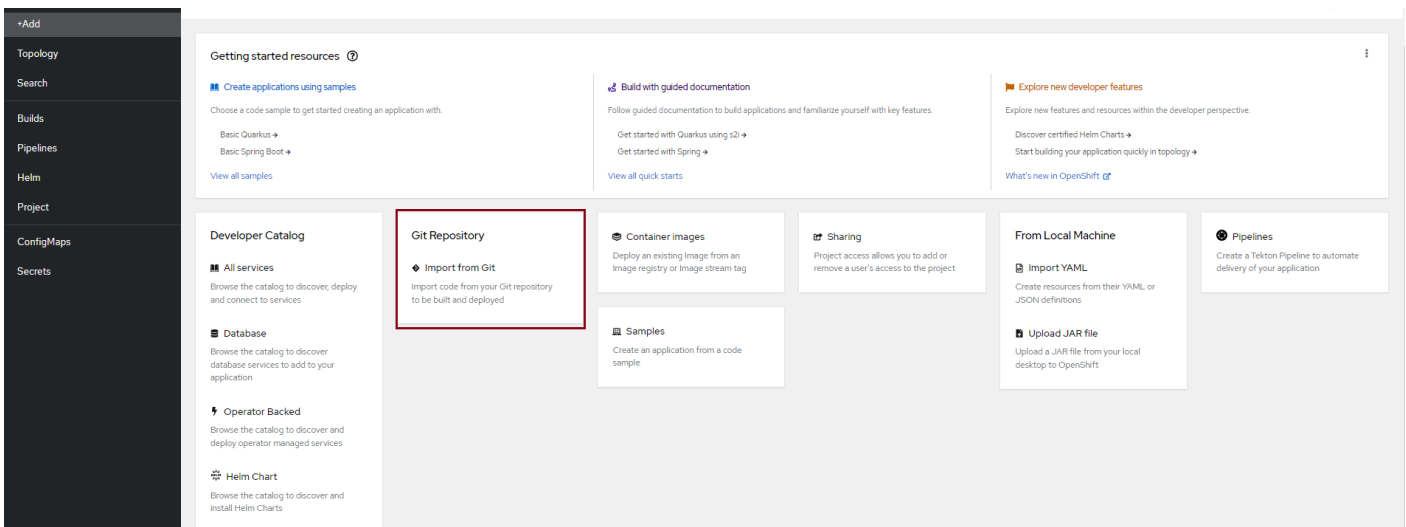 +Add
Topology
Search
Builds
Pipelines
Helm
Project
ConfigMaps
Secrets
Getting started resources
Create applications using samples
Choose a code sample to get started creating an application with.
Basic Quarkus →
Basic Spring Boot →
View all samples
Build with guided documentation
Follow guided documentation to build applications and familiarize yourself with key features.
Get started with Quarkus using s2i →
Get started with Spring →
View all quick starts
Explore new developer features
Explore new features and resources within the developer perspective.
Discover certified Helm Charts →
Start building your application quickly in topology →
What's new in OpenShift
Developer Catalog
All services
Browse the catalog to discover, deploy
and connect to services
Database
Browse the catalog to discover
database services to add to your
application
Operator Backed
Browse the catalog to discover and
deploy operator managed services
Helm Chart
Browse the catalog to discover and
install Helm Charts
Git Repository
Import from Git
Import code from your Git repository
to be built and deployed
Container images
Deploy an existing Image from an
Image registry or Image stream tag
Samples
Create an application from a code
sample
Sharing
Project access allows you to add or
remove a user's access to the project
From Local Machine
Import YAML
Create resources from their YAML or
JSON definitions
Upload JAR file
Upload a JAR file from your local
desktop to OpenShift
Pipelines
Create a Tekton Pipeline to automate
delivery of your application